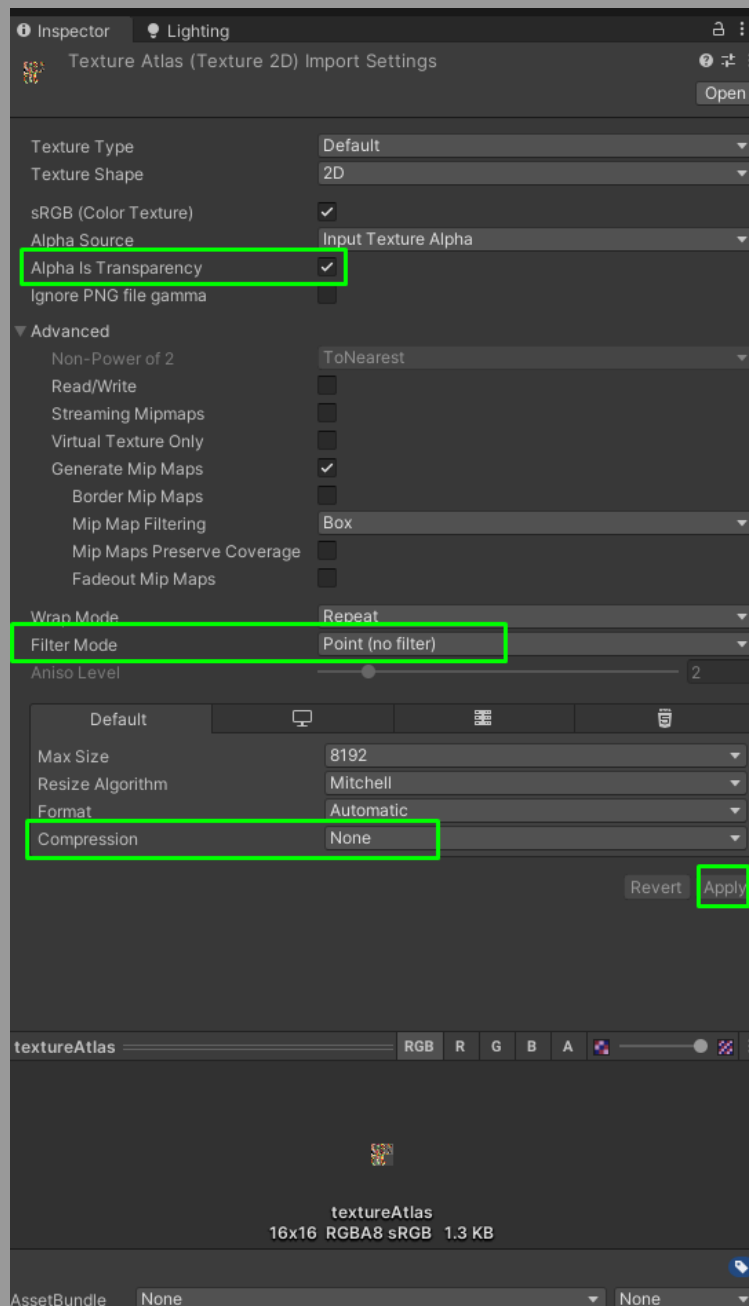 Inspector Lighting
Texture Atlas (Texture 2D) Import Settings
Open
Texture Type Default
Texture Shape 2D
sRGB (Color Texture)
Alpha Source Input Texture Alpha
Alpha Is Transparency
Ignore PNG file gamma
Advanced
Non-Power of 2 ToNearest
Read/Write
Streaming Mipmaps
Virtual Texture Only
Generate Mip Maps
Border Mip Maps
Mip Map Filtering Box
Mip Maps Preserve Coverage
Fadeout Mip Maps
Wrap Mode Repeat
Filter Mode Point (no filter)
Aniso Level 2
Default
Max Size 8192
Resize Algorithm Mitchell
Format Automatic
Compression None
Revert Apply
textureAtlas RGB R G B A
textureAtlas
16x16 RGBA8 sRGB 1.3 KB
AssetBundle None None